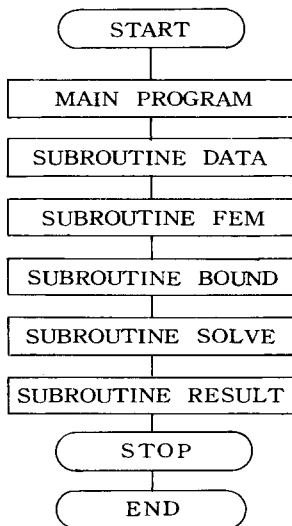 START
MAIN PROGRAM
SUBROUTINE DATA
SUBROUTINE FEM
SUBROUTINE BOUND
SUBROUTINE SOLVE
SUBROUTINE RESULT
STOP
END